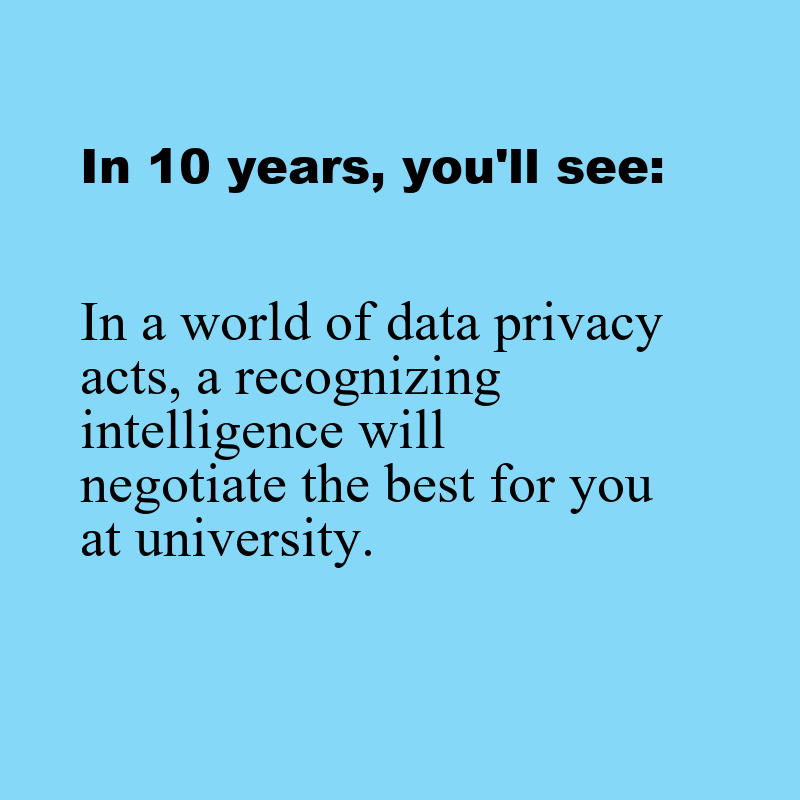 In 10 years, you'll see:
In a world of data privacy
acts, a recognizing
intelligence will
negotiate the best for you
at university.